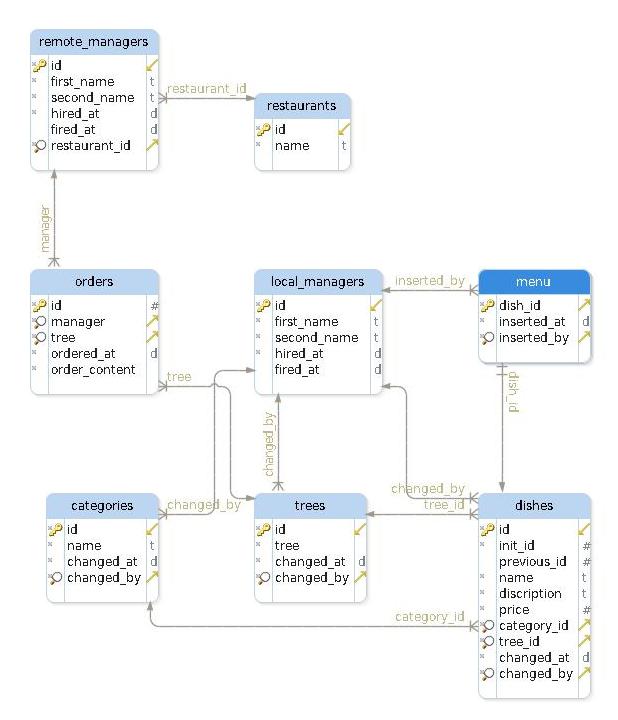 remote_managers
id
first_name t
second_name t
hired_at d
fired_at d
restaurant_id
restaurant_id
restaurants
id
name t
manager
orders
id #
manager
tree
ordered_at d
order_content
tree
local_managers
id
first_name t
second_name t
hired_at d
fired_at d
inserted_by
menu
dish_id
inserted_at d
inserted_by
dish_id
changed_by
categories
id
name t
changed_at d
changed_by
changed_by
trees
id
tree
changed_at d
changed_by
changed_by
tree_id
category_id
dishes
id
init_id #
previous_id #
name t
discription t
price #
category_id
tree_id
changed_at d
changed_by